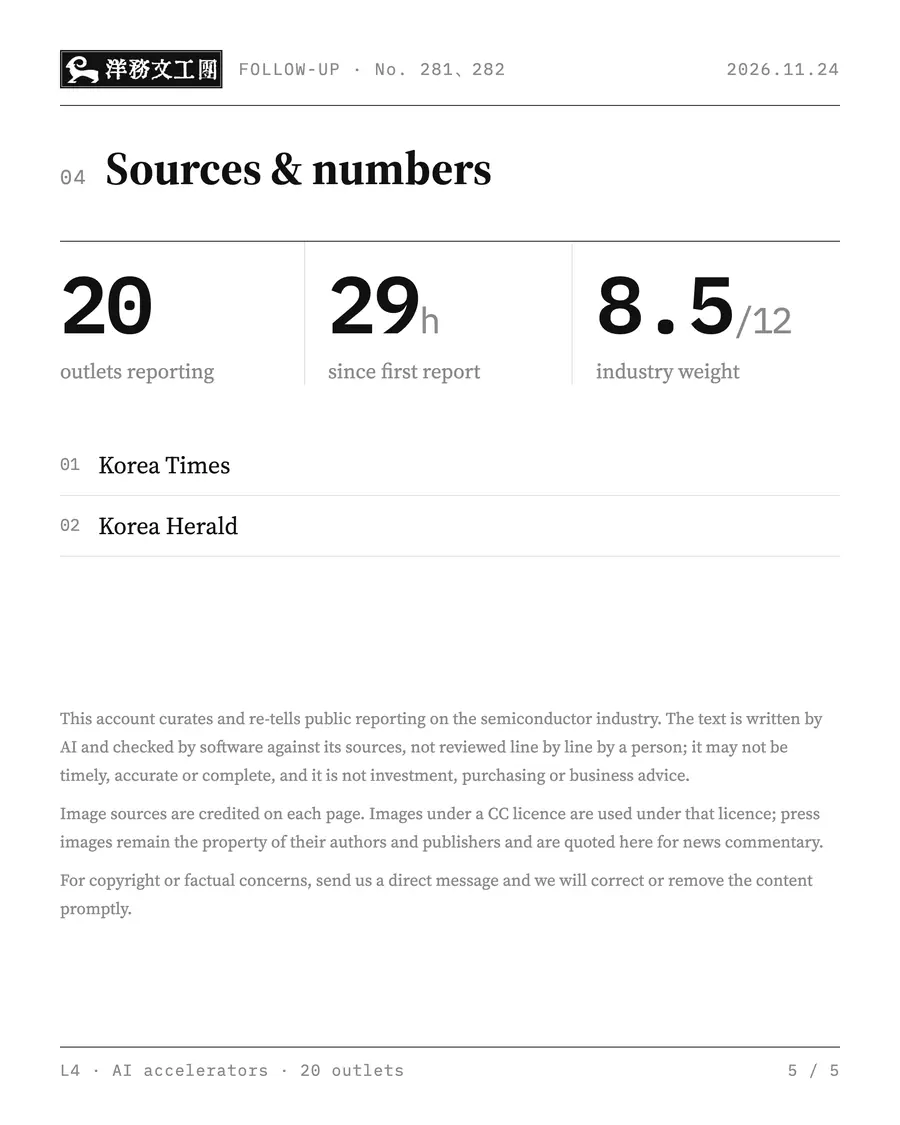 洋務文工團 FOLLOW-UP · No. 281、282 2026.11.24
04 Sources & numbers
20 29h 8.5/12
outlets reporting since first report industry weight
01 Korea Times
02 Korea Herald
This account curates and re-tells public reporting on the semiconductor industry. The text is written by
AI and checked by software against its sources, not reviewed line by line by a person; it may not be
timely, accurate or complete, and it is not investment, purchasing or business advice.
Image sources are credited on each page. Images under a CC licence are used under that licence; press
images remain the property of their authors and publishers and are quoted here for news commentary.
For copyright or factual concerns, send us a direct message and we will correct or remove the content
promptly.
L4 · AI accelerators · 20 outlets 5 / 5